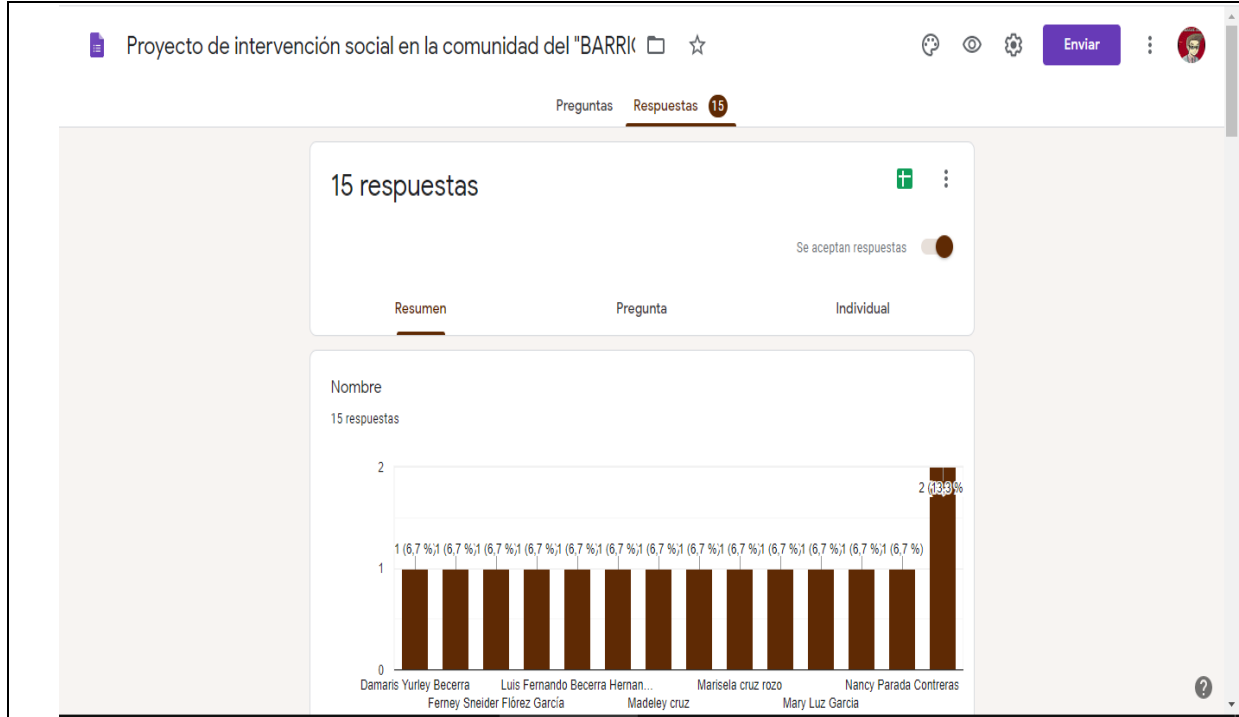 Proyecto de intervención social en la comunidad del "BARRI
Enviar
Preguntas Respuestas 15
15 respuestas
Se aceptan respuestas
Resumen Pregunta Individual
Nombre
15 respuestas
2
2 (13,3 %
1 (6,7 %) 1 (6,7 %) 1 (6,7 %) 1 (6,7 %) 1 (6,7 %) 1 (6,7 %) 1 (6,7 %) 1 (6,7 %) 1 (6,7 %) 1 (6,7 %) 1 (6,7 %) 1 (6,7 %) 1 (6,7 %)
1
0
Damaris Yurley Becerra Luis Fernando Becerra Hernan... Marisela cruz rozo Nancy Parada Contreras
Ferney Sneider Flórez García Madeley cruz Mary Luz Garcia